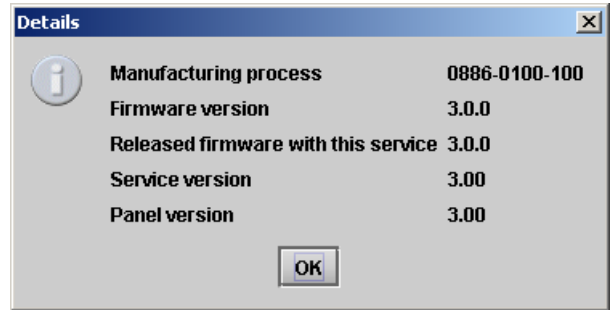 Details
Manufacturing process 0886-0100-100
Firmware version 3.0.0
Released firmware with this service 3.0.0
Service version 3.00
Panel version 3.00
OK